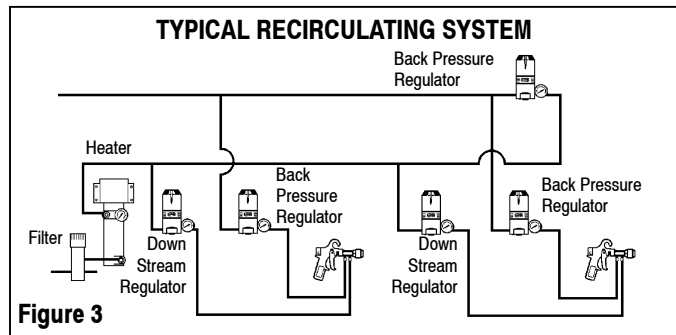 TYPICAL RECIRCULATING SYSTEM
Back Pressure
Regulator
Heater
Back
Pressure
Regulator
Back Pressure
Regulator
Filter
Down
Stream
Regulator
Down
Stream
Regulator
Figure 3